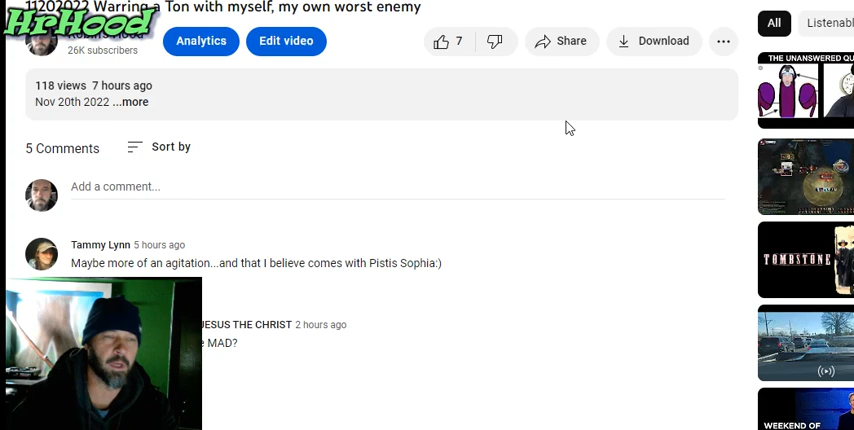 11202022 Warring a Ton with myself, my own worst enemy
HrHood
26K subscribers
Analytics
Edit video
7
Share
Download
...
All
Listenabl
THE UNANSWERED QU
118 views 7 hours ago
Nov 20th 2022 ...more
5 Comments
Sort by
Add a comment...
Tammy Lynn 5 hours ago
Maybe more of an agitation...and that I believe comes with Pistis Sophia:)
TOMBSTONE
JESUS THE CHRIST 2 hours ago
e MAD?
WEEKEND OF